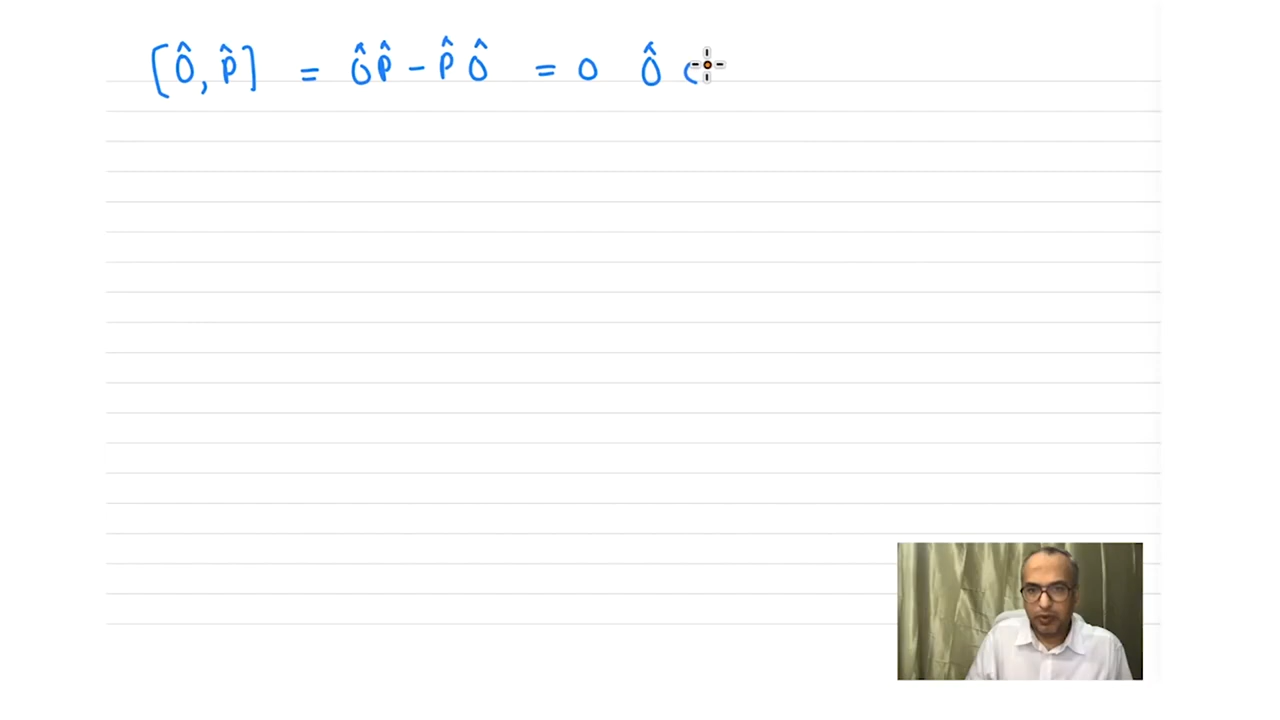 [Ô, P̂] = ÔP̂ - P̂Ô = 0 Ô